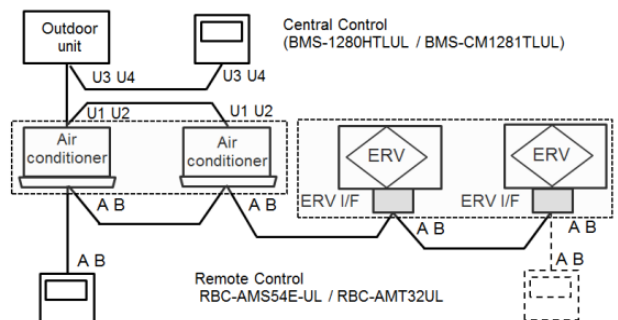 Outdoor
unit
Central Control
(BMS-1280HTLUL / BMS-CM1281TLUL)
U3 U4
U3 U4
U1 U2
U1 U2
Air
conditioner
Air
conditioner
ERV
ERV
ERV I/F
ERV I/F
A B
A B
A B
A B
A B
A B
Remote Control
RBC-AMS54E-UL / RBC-AMT32UL